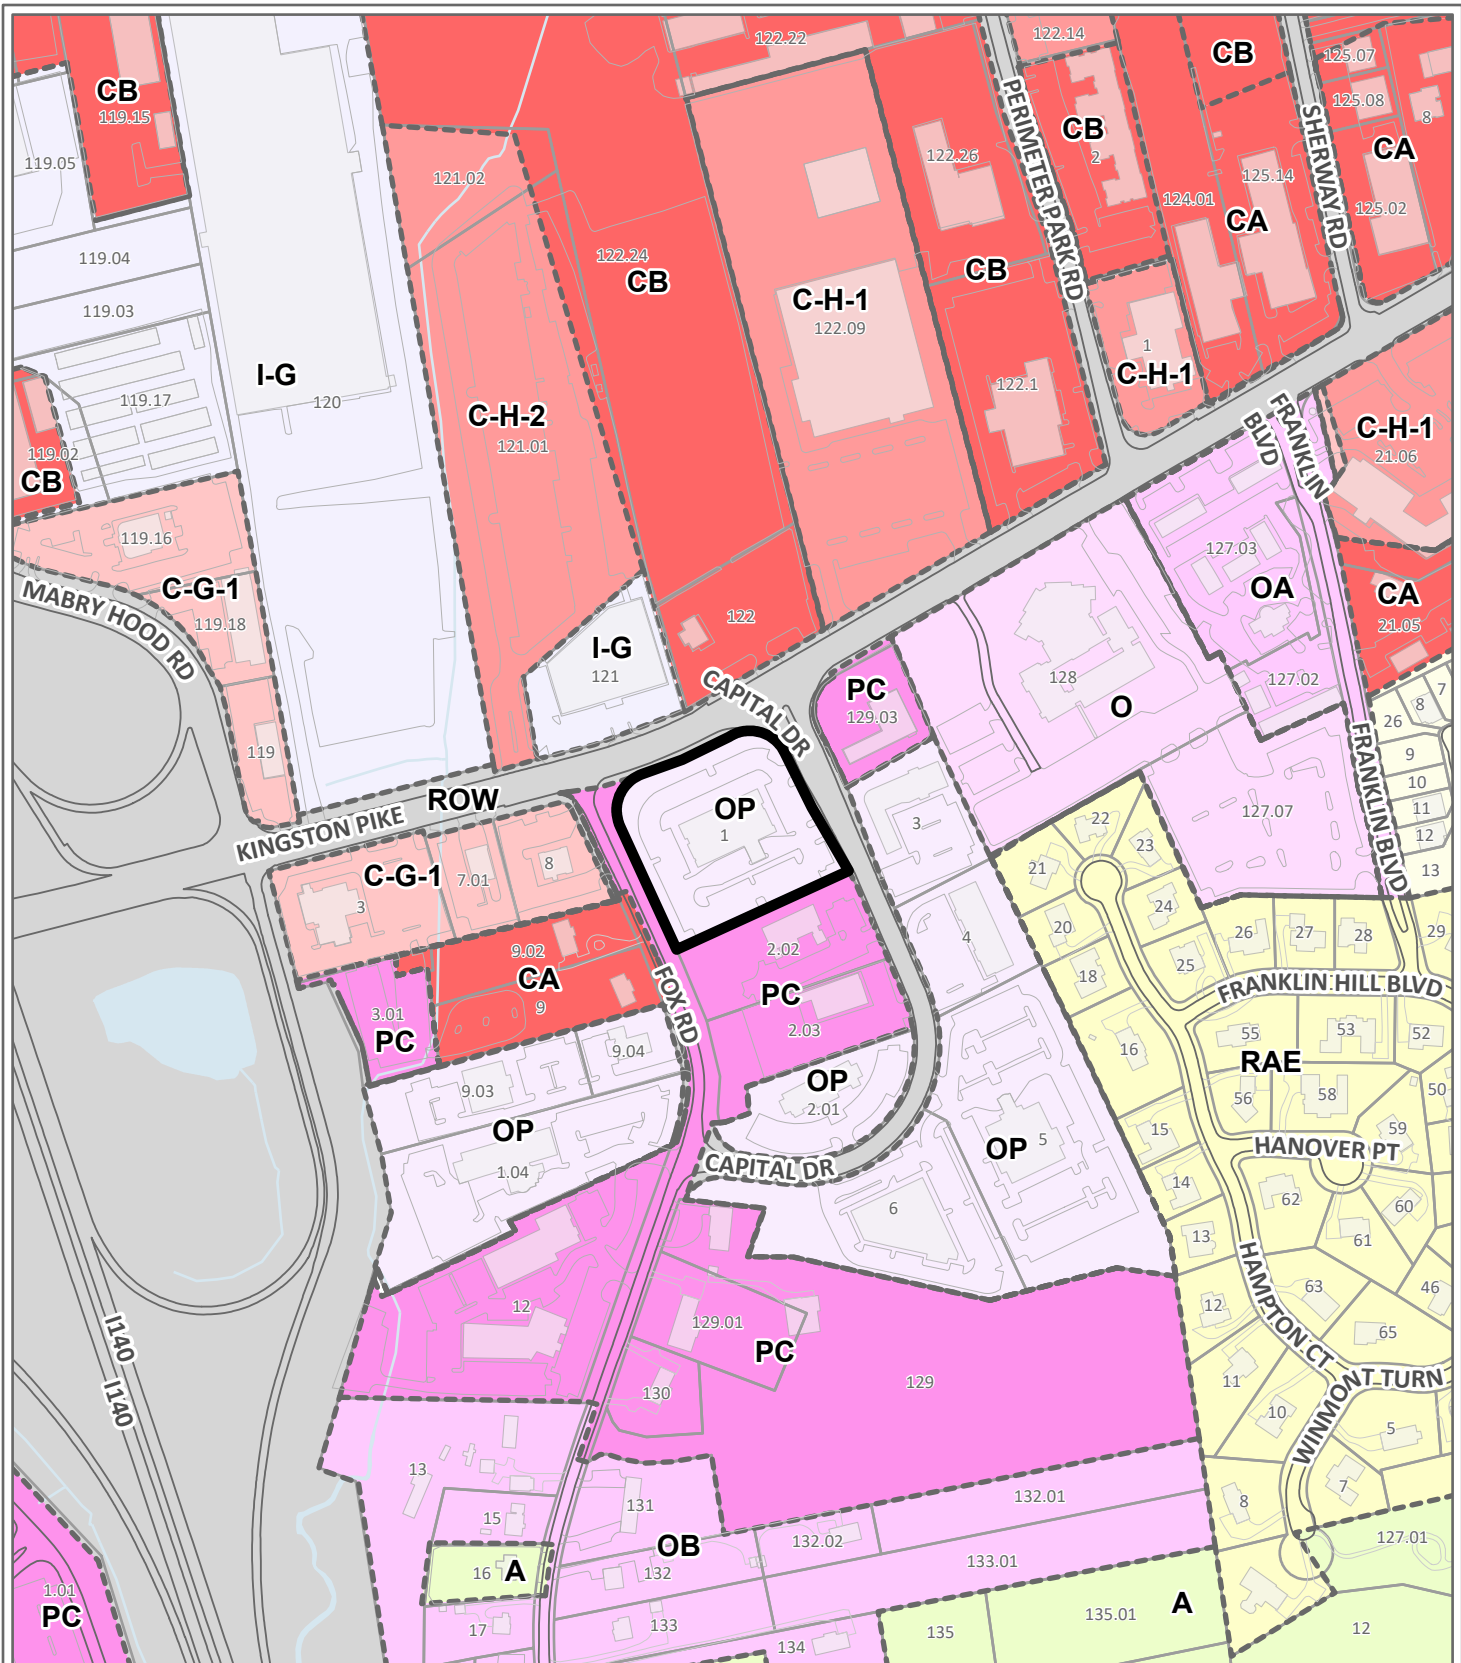 122.22
122.14
CB
125.07
CB
119.15
125.08
8
119.05
PERIMETER PARK RD
CB
2
SHERWAY RD
CA
122.26
121.02
125.14
124.01
125.02
CA
119.04
122.24
CB
CB
119.03
C-H-1
122.09
1
C-H-1
I-G
120
119.17
122.1
C-H-2
121.01
FRANKLIN
BLVD
C-H-1
21.06
119.02
CB
119.16
127.03
C-G-1
119.18
MABRY HOOD RD
OA
CA
21.05
122
I-G
121
CAPITAL DR
PC
129.03
128
O
127.02
7
8
26
119
FRANKLIN BLVD
9
10
11
12
13
ROW
KINGSTON PIKE
OP
1
3
127.07
22
23
21
C-G-1
3
7.01
8
24
20
26
27
28
29
25
9.02
CA
9
2.02
4
18
FOX RD
PC
2.03
FRANKLIN HILL BLVD
3.01
PC
16
55
53
52
RAE
9.04
9.03
OP
2.01
56
58
50
OP
1.04
OP
5
15
59
HANOVER PT
CAPITAL DR
14
62
60
6
13
61
HAMPTON CT
12
63
46
12
129.01
PC
65
I140
129
130
11
WINMONT TURN
I140
10
5
13
7
8
15
131
132.01
OB
132.02
127.01
16
A
132
133.01
1.01
PC
A
135.01
17
133
134
135
12